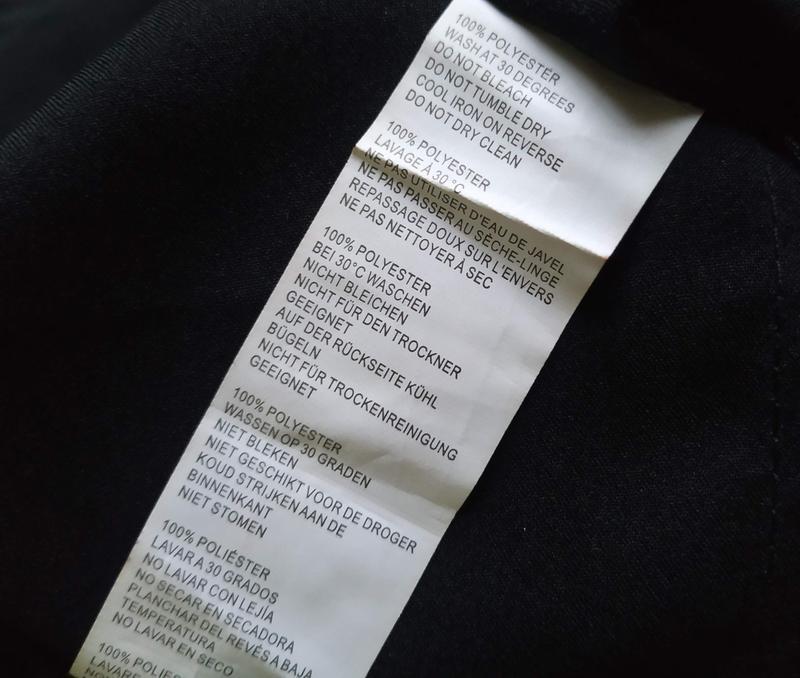 100% POLYESTER
WASH AT 30 DEGREES
DO NOT BLEACH
DO NOT TUMBLE DRY
COOL IRON ON REVERSE
DO NOT DRY CLEAN
100% POLYESTER
LAVAGE À 30°C
NE PAS UTILISER D'EAU DE JAVEL
NE PAS PASSER AU SÈCHE-LINGE
REPASSAGE DOUX SUR L'ENVERS
NE PAS NETTOYER À SEC
100% POLYESTER
BEI 30°C WASCHEN
NICHT BLEICHEN
NICHT FÜR DEN TROCKNER
GEEIGNET
AUF DER RÜCKSEITE KÜHL
BÜGELN
NICHT FÜR TROCKENREINIGUNG
GEEIGNET
100% POLYESTER
WASSEN OP 30 GRADEN
NIET BLEKEN
NIET GESCHIKT VOOR DE DROGER
KOUD STRIJKEN AAN DE
BINNENKANT
NIET STOMEN
100% POLIÉSTER
LAVAR A 30 GRADOS
NO LAVAR CON LEJÍA
NO SECAR EN SECADORA
PLANCHAR DEL REVÉS A BAJA
TEMPERATURA
NO LAVAR EN SECO
100%